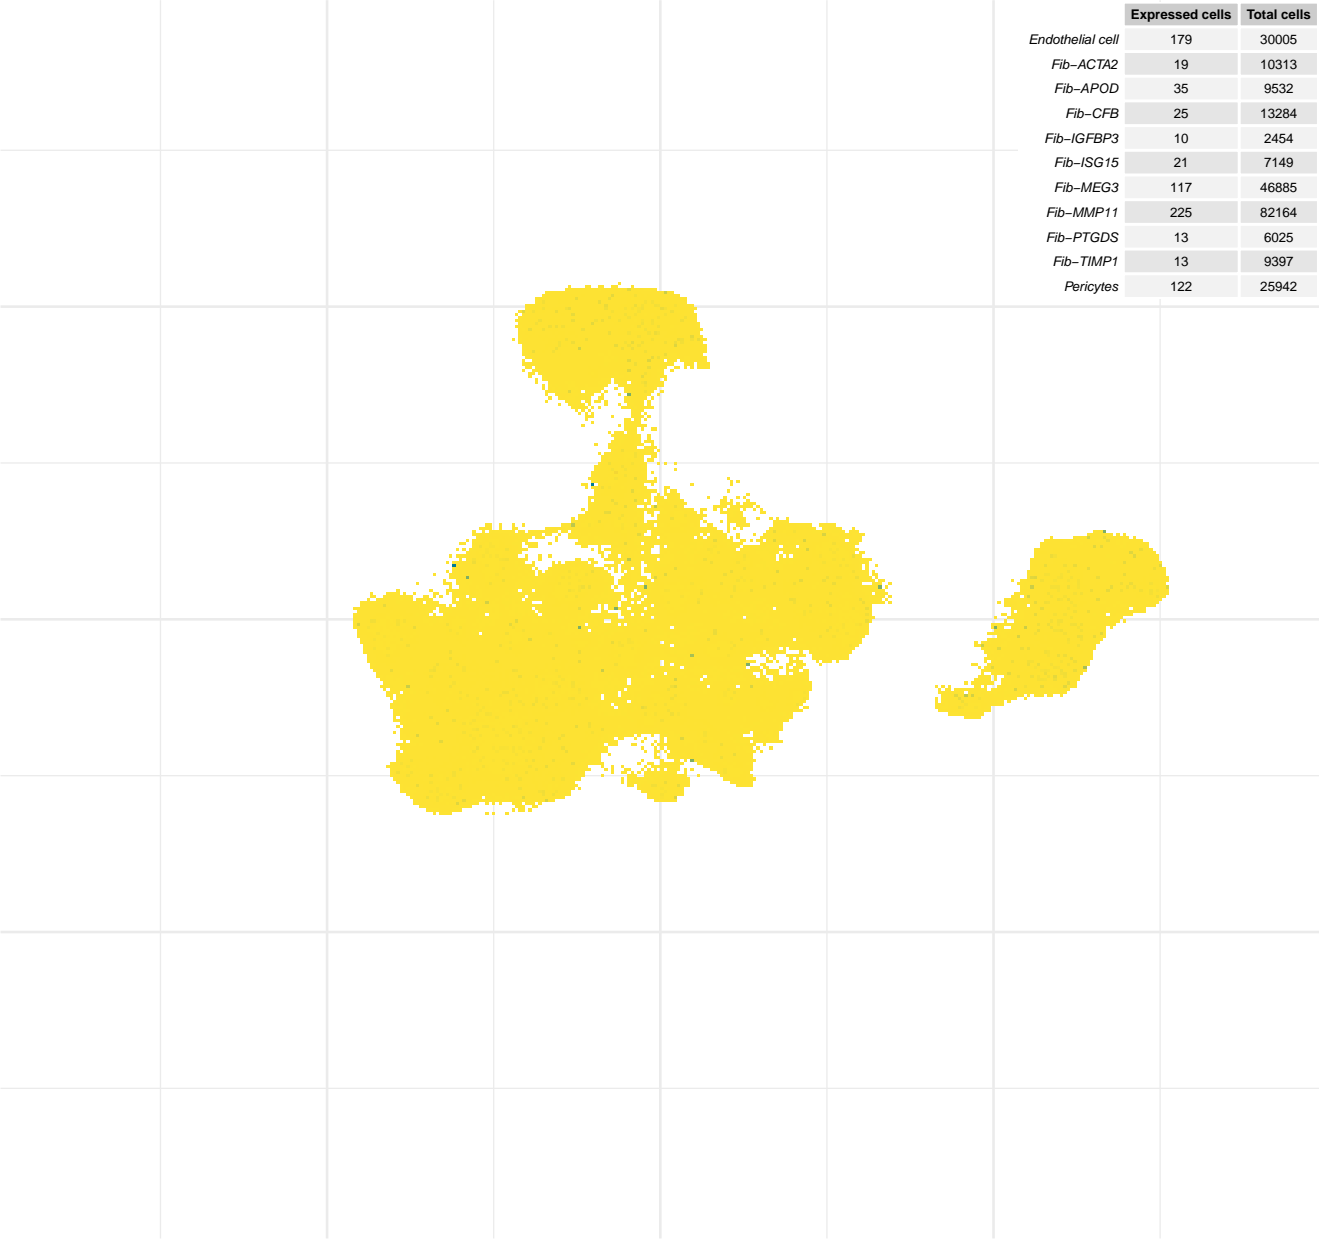 Expressed cells Total cells
Endothelial cell 179 30005
Fib−ACTA2 19 10313
Fib−APOD 35 9532
Fib−CFB 25 13284
Fib−IGFBP3 10 2454
Fib−ISG15 21 7149
Fib−MEG3 117 46885
Fib−MMP11 225 82164
Fib−PTGDS 13 6025
Fib−TIMP1 13 9397
Pericytes 122 25942